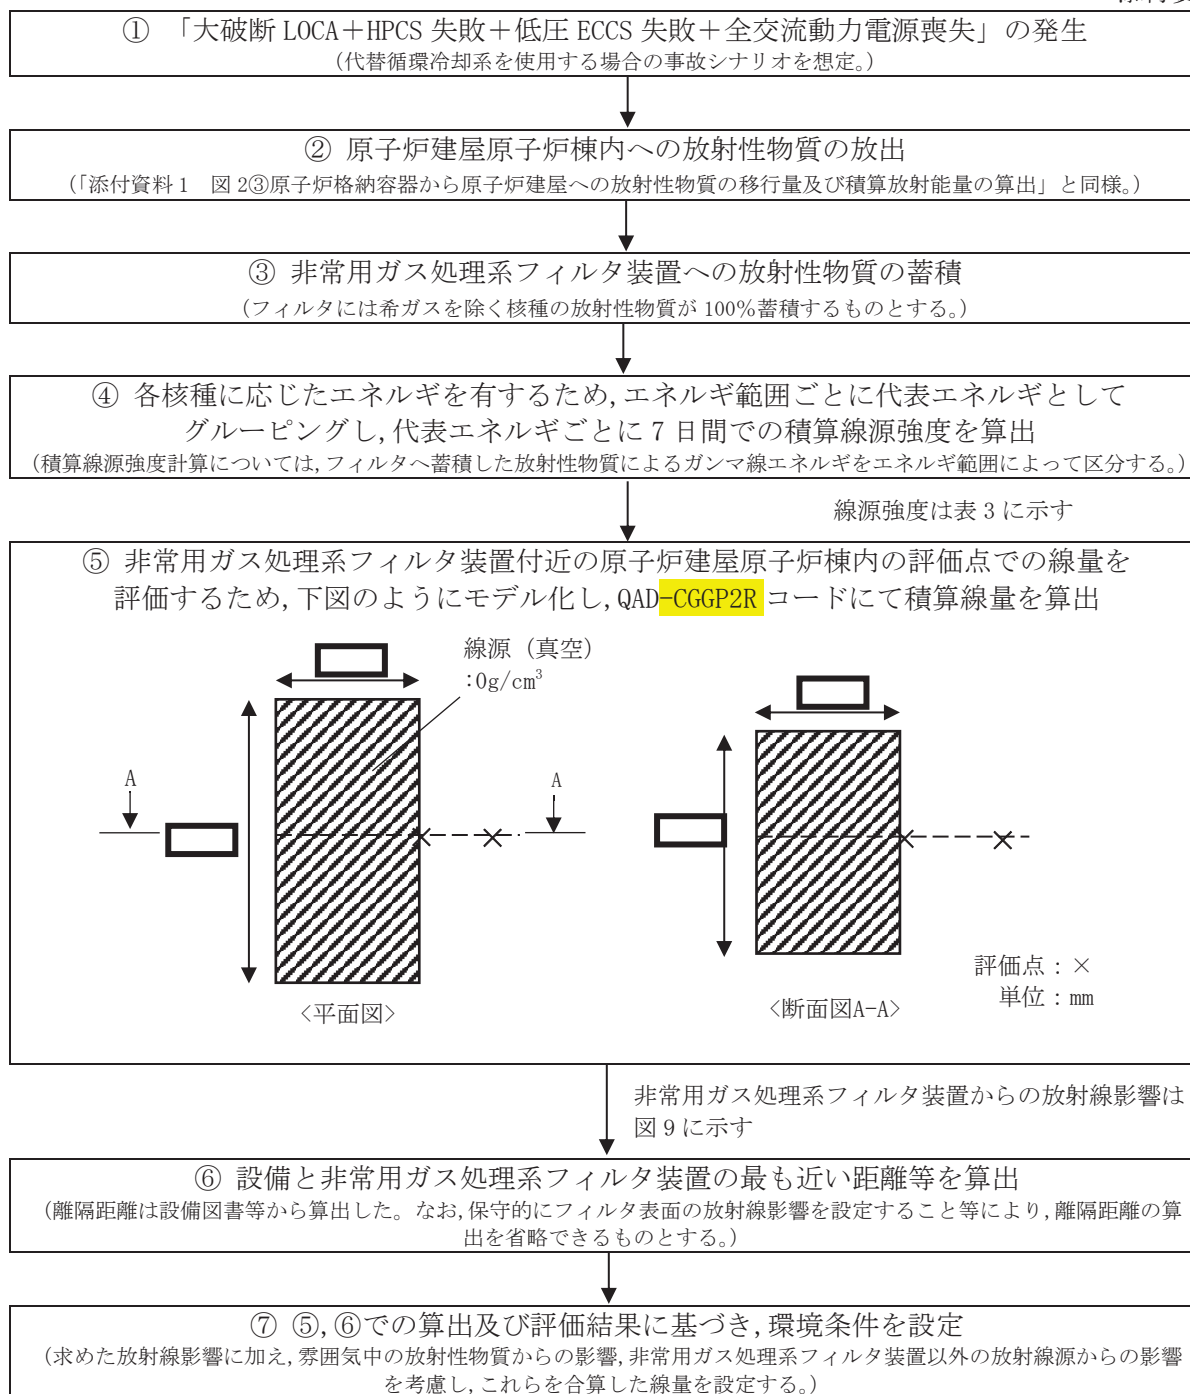 ① 「大破断 LOCA＋HPCS 失敗＋低圧 ECCS 失敗＋全交流動力電源喪失」の発生
(代替循環冷却系を使用する場合の事故シナリオを想定。)
② 原子炉建屋原子炉棟内への放射性物質の放出
(「添付資料 1　図 2③原子炉格納容器から原子炉建屋への放射性物質の移行量及び積算放射能量の算出」と同様。)
③ 非常用ガス処理系フィルタ装置への放射性物質の蓄積
(フィルタには希ガスを除く核種の放射性物質が 100%蓄積するものとする。)
④ 各核種に応じたエネルギを有するため,エネルギ範囲ごとに代表エネルギとして
グルーピングし,代表エネルギごとに 7 日間での積算線源強度を算出
(積算線源強度計算については,フィルタへ蓄積した放射性物質によるガンマ線エネルギをエネルギ範囲によって区分する。)
線源強度は表 3 に示す
⑤ 非常用ガス処理系フィルタ装置付近の原子炉建屋原子炉棟内の評価点での線量を
評価するため,下図のようにモデル化し,QAD-CGGP2R コードにて積算線量を算出
線源（真空）
:0g/cm³
A
A
評価点：×
単位：mm
<平面図>
<断面図A-A>
非常用ガス処理系フィルタ装置からの放射線影響は
図 9 に示す
⑥ 設備と非常用ガス処理系フィルタ装置の最も近い距離等を算出
(離隔距離は設備図書等から算出した。なお,保守的にフィルタ表面の放射線影響を設定すること等により,離隔距離の算
出を省略できるものとする。)
⑦ ⑤,⑥での算出及び評価結果に基づき,環境条件を設定
(求めた放射線影響に加え,雰囲気中の放射性物質からの影響,非常用ガス処理系フィルタ装置以外の放射線源からの影響
を考慮し,これらを合算した線量を設定する。)